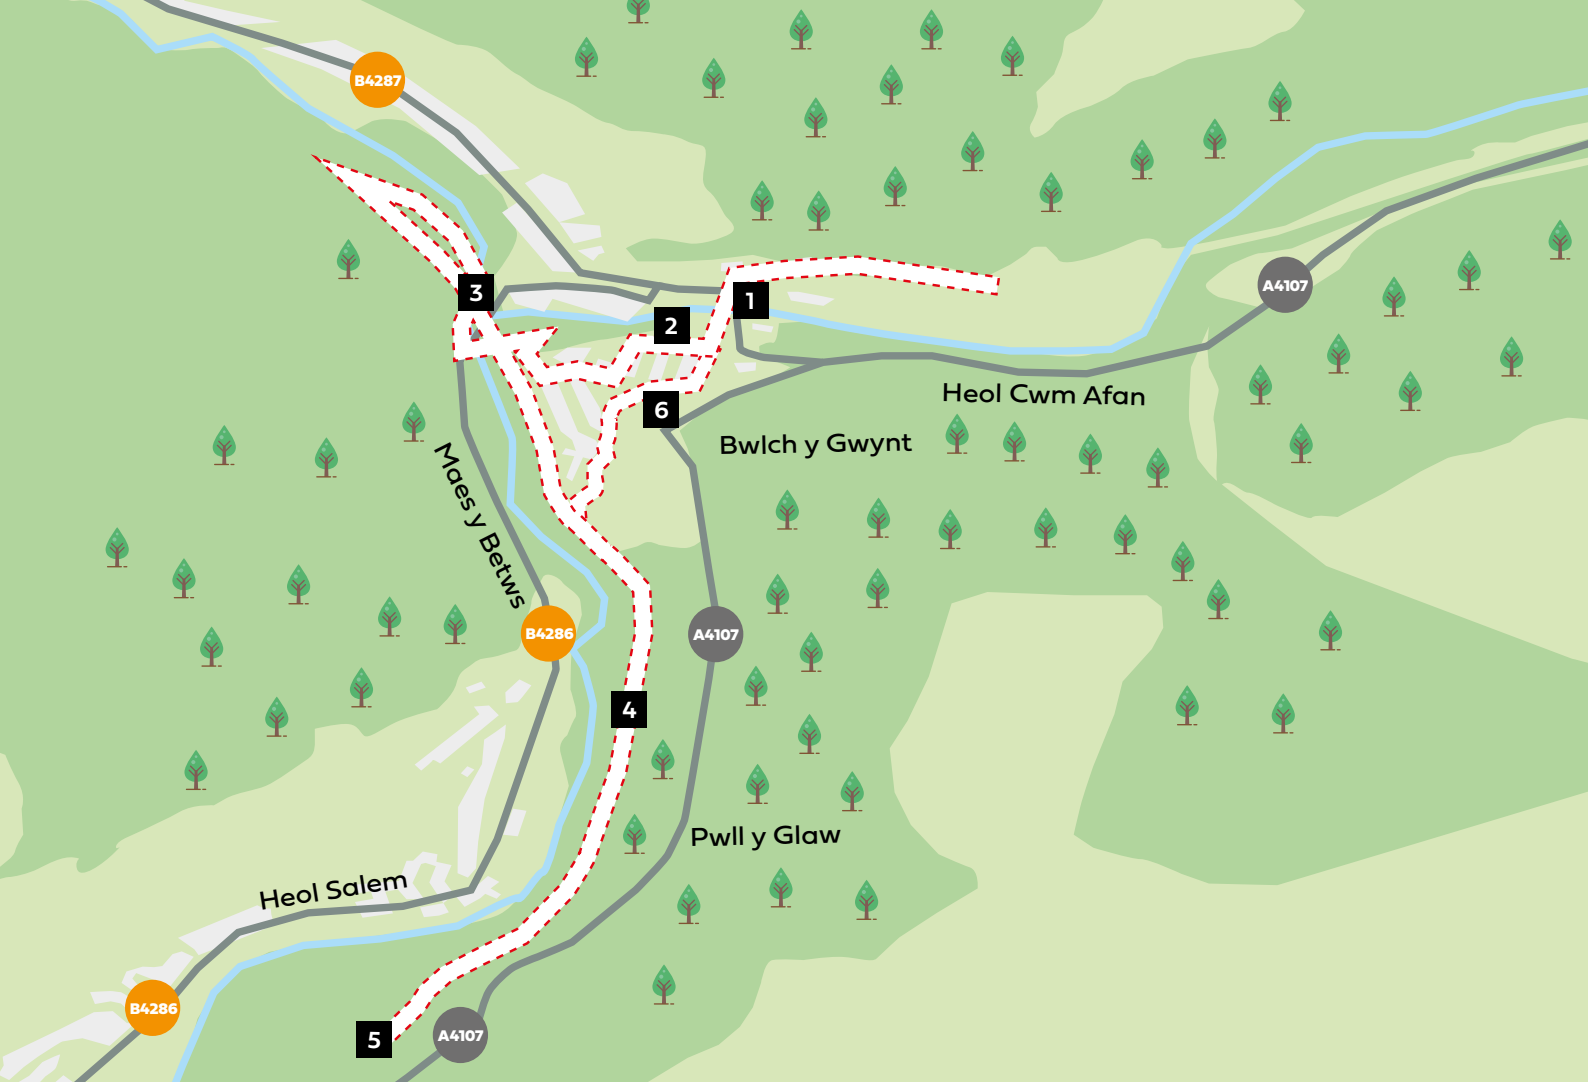 B4287
A4107
3
1
2
Heol Cwm Afan
6
Bwlch y Gwynt
Maes y Betws
B4286
A4107
4
Pwll y Glaw
Heol Salem
B4286
5
A4107